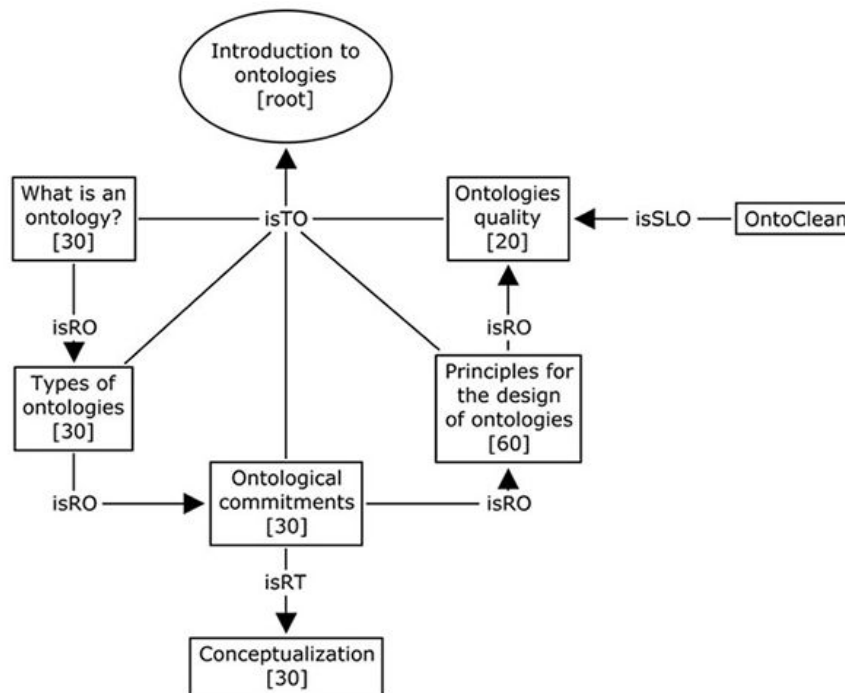 Introduction to
ontologies
[root]
What is an
ontology?
[30]
isTO
Ontologies
quality
[20]
isSLO
OntoClean
isRO
isRO
Types of
ontologies
[30]
Principles for
the design
of ontologies
[60]
isRO
Ontological
commitments
[30]
isRO
isRT
Conceptualization
[30]